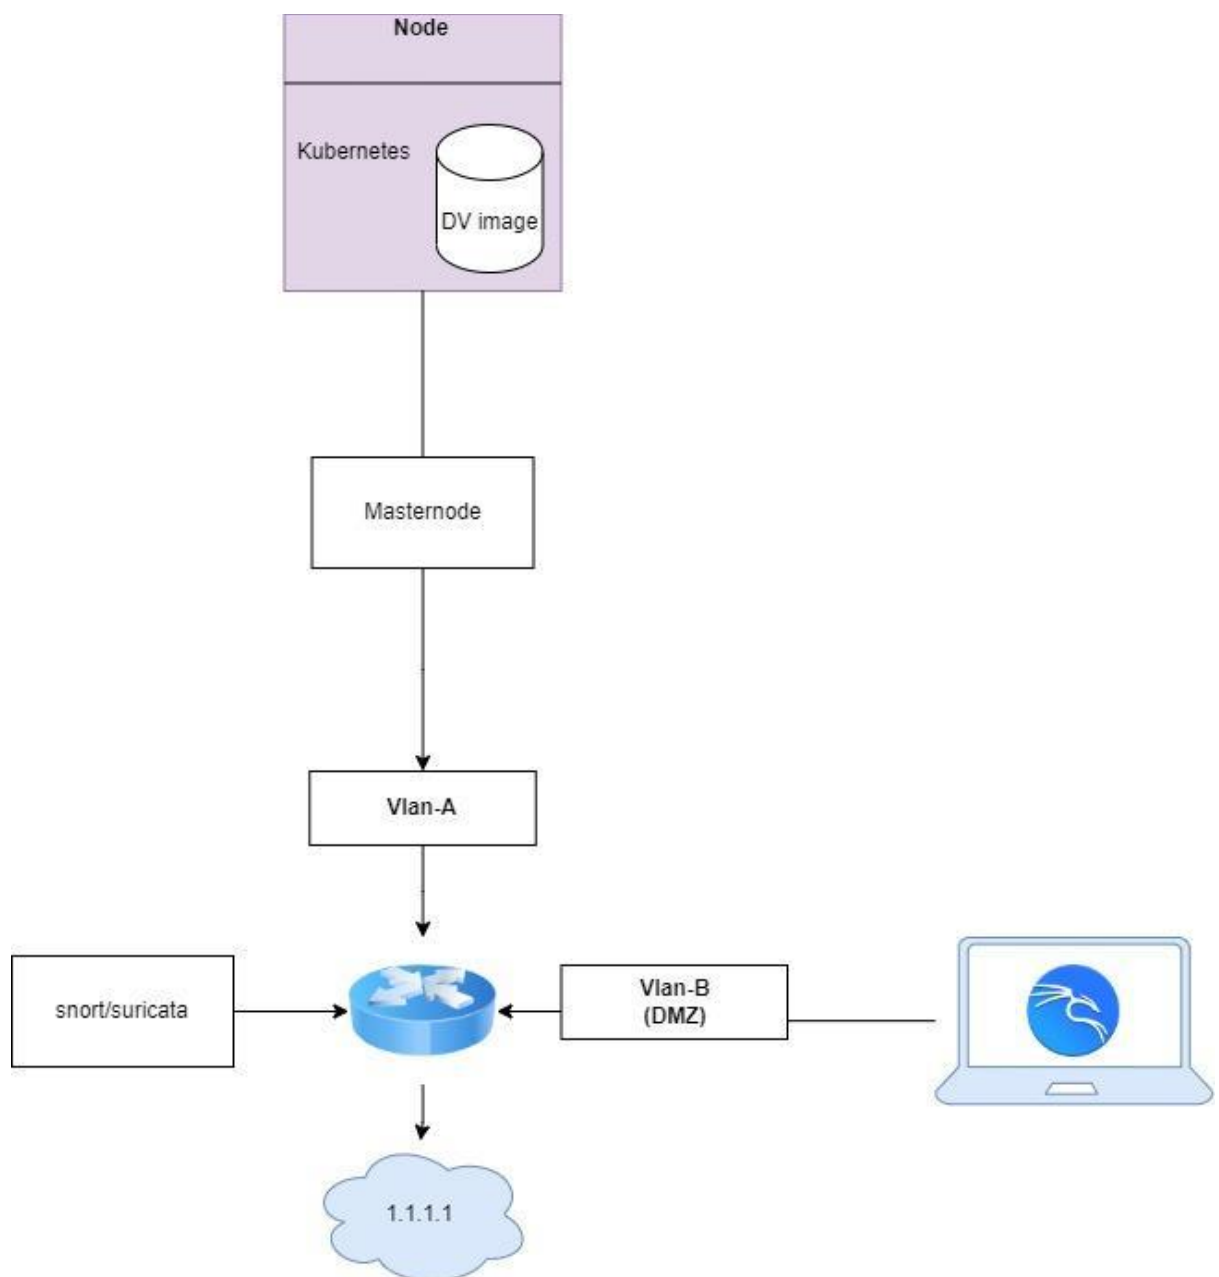 Node
Kubernetes
DV image
Masternode
Vlan-A
snort/suricata
Vlan-B
(DMZ)
1.1.1.1